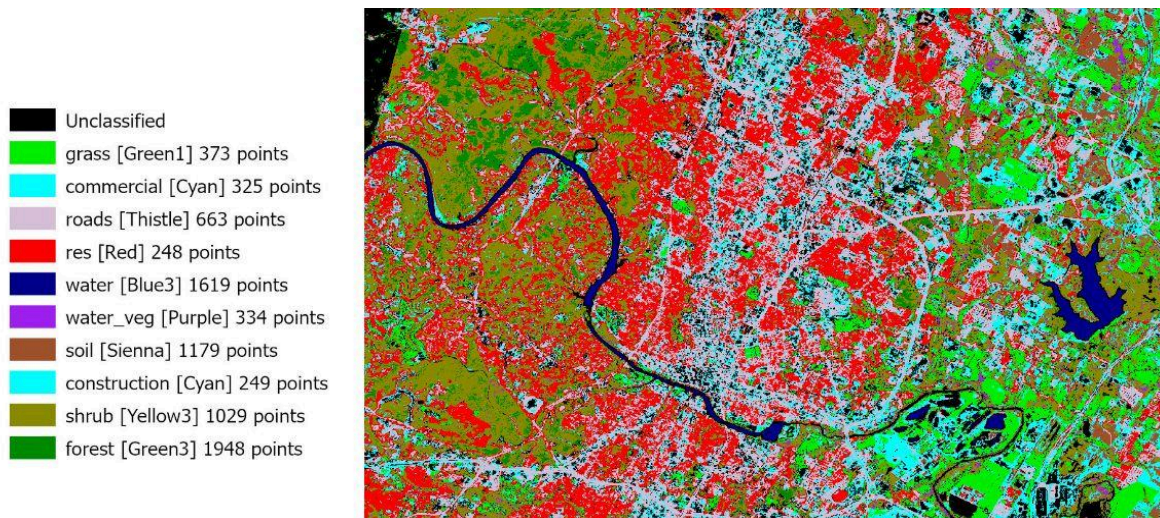 Unclassified
grass [Green1] 373 points
commercial [Cyan] 325 points
roads [Thistle] 663 points
res [Red] 248 points
water [Blue3] 1619 points
water_veg [Purple] 334 points
soil [Sienna] 1179 points
construction [Cyan] 249 points
shrub [Yellow3] 1029 points
forest [Green3] 1948 points